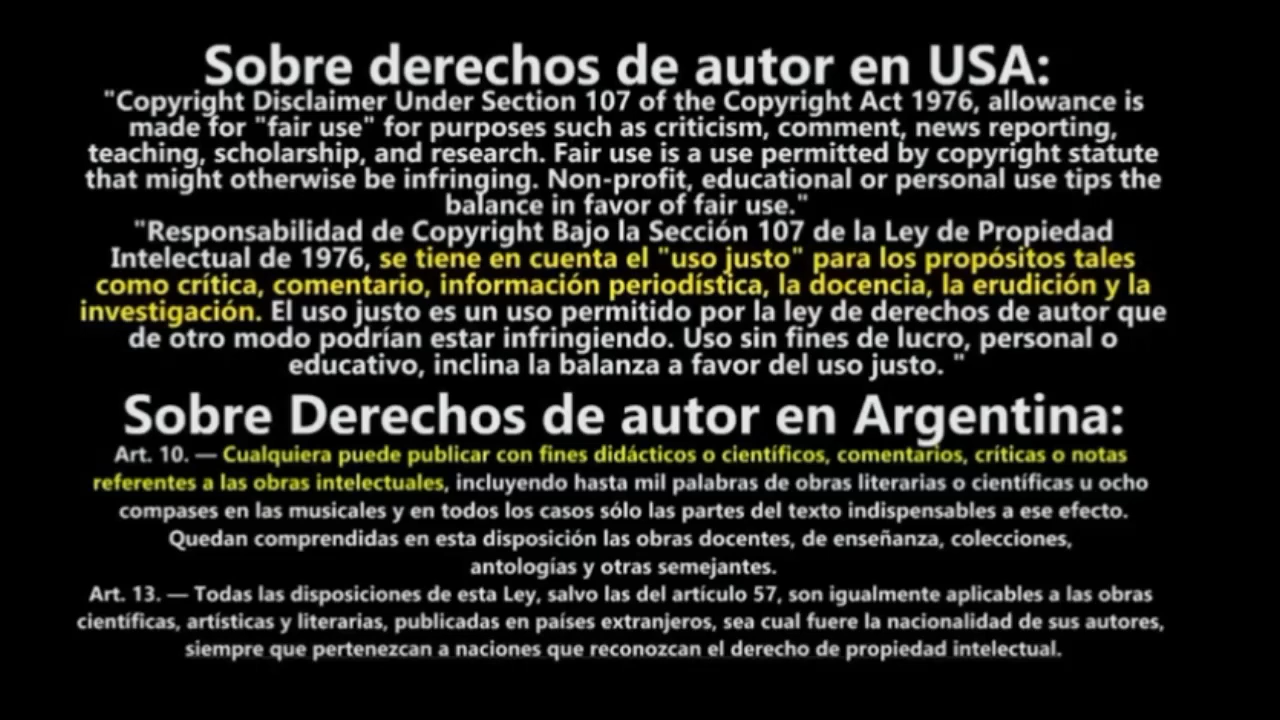 Sobre derechos de autor en USA:
"Copyright Disclaimer Under Section 107 of the Copyright Act 1976, allowance is
made for "fair use" for purposes such as criticism, comment, news reporting,
teaching, scholarship, and research. Fair use is a use permitted by copyright statute
that might otherwise be infringing. Non-profit, educational or personal use tips the
balance in favor of fair use."
"Responsabilidad de Copyright Bajo la Sección 107 de la Ley de Propiedad
Intelectual de 1976, se tiene en cuenta el "uso justo" para los propósitos tales
como crítica, comentario, información periodística, la docencia, la erudición y la
investigación. El uso justo es un uso permitido por la ley de derechos de autor que
de otro modo podrían estar infringiendo. Uso sin fines de lucro, personal o
educativo, inclina la balanza a favor del uso justo. "
Sobre Derechos de autor en Argentina:
Art. 10. — Cualquiera puede publicar con fines didácticos o científicos, comentarios, críticas o notas
referentes a las obras intelectuales, incluyendo hasta mil palabras de obras literarias o científicas u ocho
compases en las musicales y en todos los casos sólo las partes del texto indispensables a ese efecto.
Quedan comprendidas en esta disposición las obras docentes, de enseñanza, colecciones,
antologías y otras semejantes.
Art. 13. — Todas las disposiciones de esta Ley, salvo las del artículo 57, son igualmente aplicables a las obras
científicas, artísticas y literarias, publicadas en países extranjeros, sea cual fuere la nacionalidad de sus autores,
siempre que pertenezcan a naciones que reconozcan el derecho de propiedad intelectual.